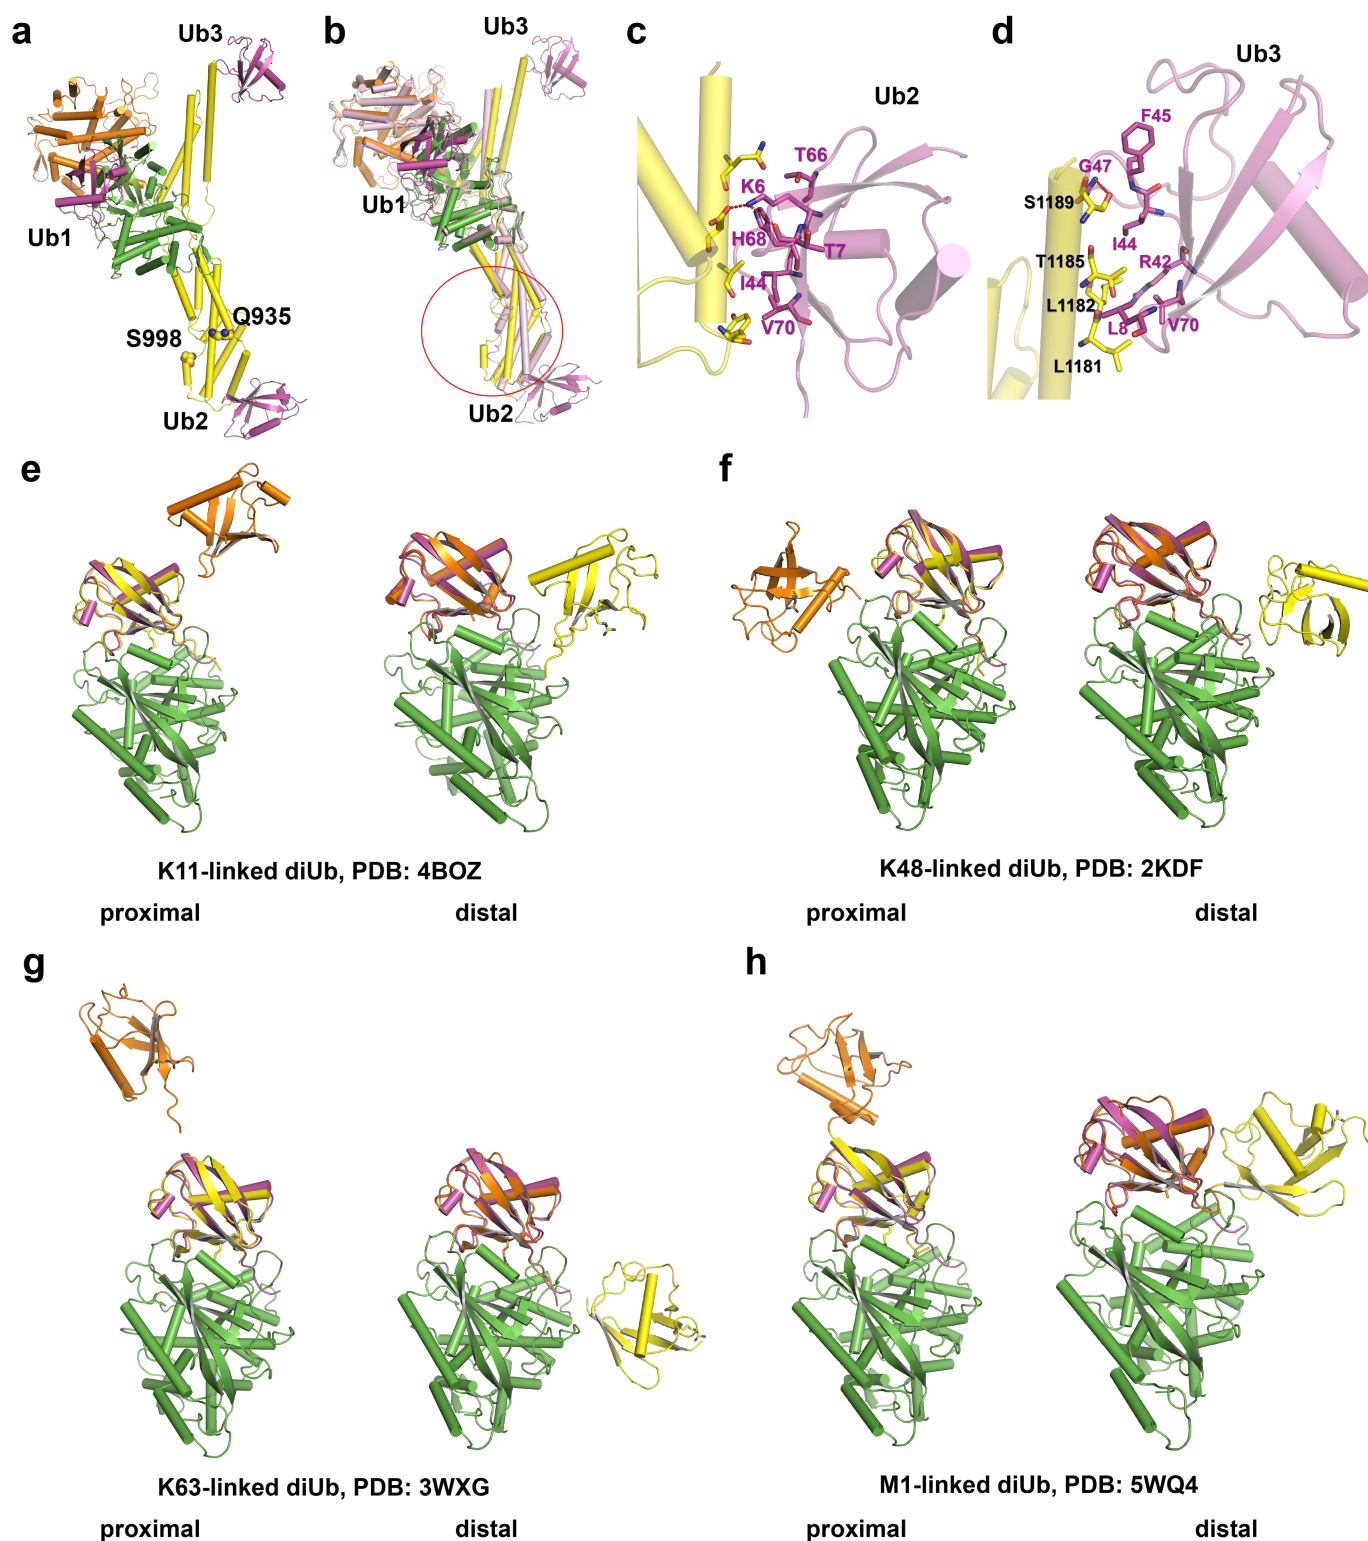 a
Ub3
Ub1
S998
Q935
Ub2
b
Ub3
Ub1
Ub2
c
Ub2
T66
K6
H68
T7
I44
V70
d
Ub3
F45
G47
S1189
I44
T1185
R42
L1182
L8
V70
L1181
e
K11-linked diUb, PDB: 4BOZ
proximal
distal
f
K48-linked diUb, PDB: 2KDF
proximal
distal
g
K63-linked diUb, PDB: 3WXG
proximal
distal
h
M1-linked diUb, PDB: 5WQ4
proximal
distal